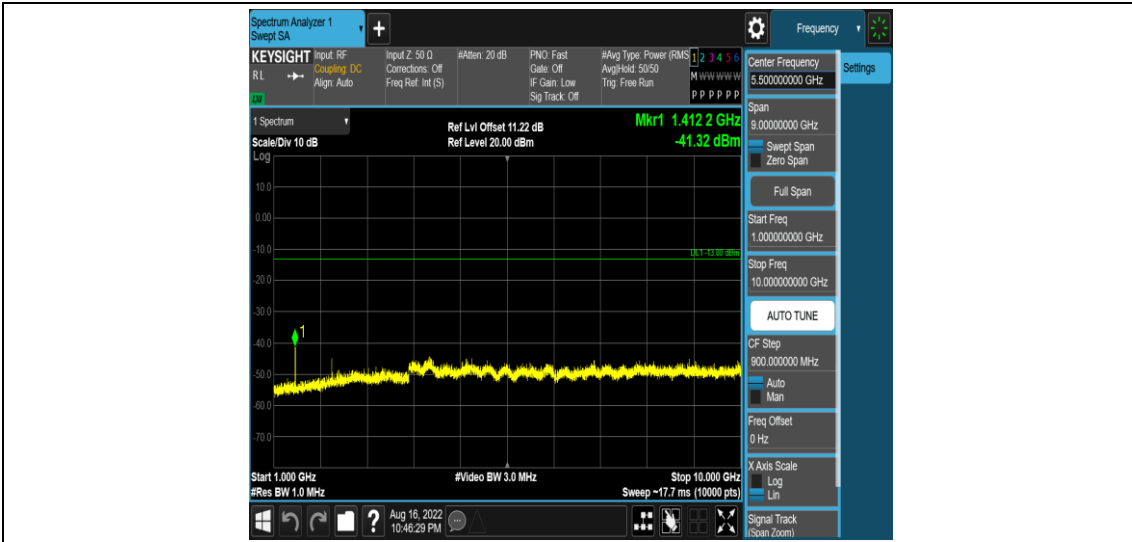 Spectrum Analyzer 1
Swept SA
Frequency
KEYSIGHT
Input: RF
Coupling: DC
Align: Auto
R L
LNI
Input Z: 50 Ω
Corrections: Off
Freq Ref: Int (S)
#Atten: 20 dB
PNO: Fast
Gate: Off
IF Gain: Low
Sig Track: Off
#Avg Type: Power (RMS
Avg|Hold: 50/50
Trig: Free Run
1 2 3 4 5 6
M W W W W W
P P P P P P
1 Spectrum
Scale/Div 10 dB
Log
Ref Lvl Offset 11.22 dB
Ref Level 20.00 dBm
Mkr1 1.412 2 GHz
-41.32 dBm
10.0
0.00
-10.0
DL1 -13.00 dBm
-20.0
-30.0
1
-40.0
-50.0
-60.0
-70.0
Start 1.000 GHz
#Res BW 1.0 MHz
#Video BW 3.0 MHz
Stop 10.000 GHz
Sweep ~17.7 ms (10000 pts)
Aug 16, 2022
10:46:29 PM
Center Frequency
5.500000000 GHz
Settings
Span
9.00000000 GHz
Swept Span
Zero Span
Full Span
Start Freq
1.000000000 GHz
Stop Freq
10.000000000 GHz
AUTO TUNE
CF Step
900.000000 MHz
Auto
Man
Freq Offset
0 Hz
X Axis Scale
Log
Lin
Signal Track
(Span Zoom)